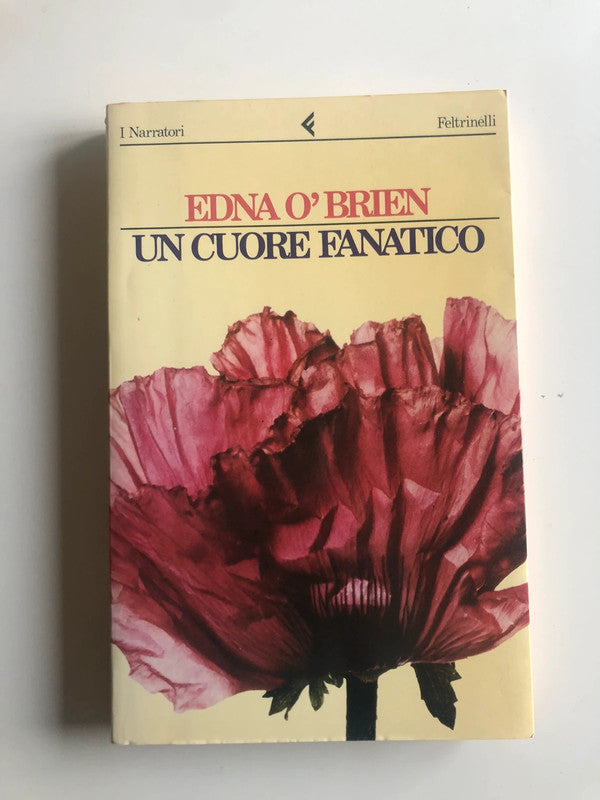 I Narratori Feltrinelli
EDNA O'BRIEN
UN CUORE FANATICO